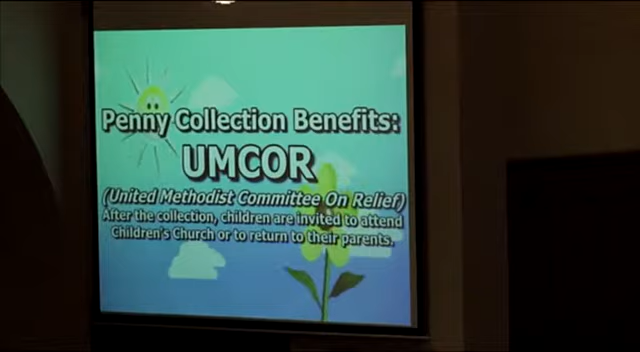 Penny Collection Benefits:
UMCOR
(United Methodist Committee On Relief)
After the collection, children are invited to attend
Children's Church or to return to their parents.